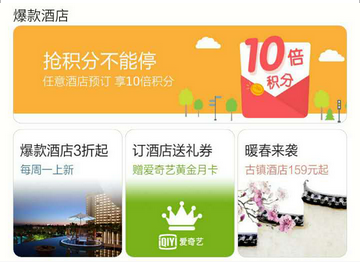 爆款酒店
抢积分不能停
任意酒店预订 享10倍积分
10倍
积分
爆款酒店3折起
每周一上新
订酒店送礼券
赠爱奇艺黄金月卡
QIY 爱奇艺
暖春来袭
古镇酒店159元起